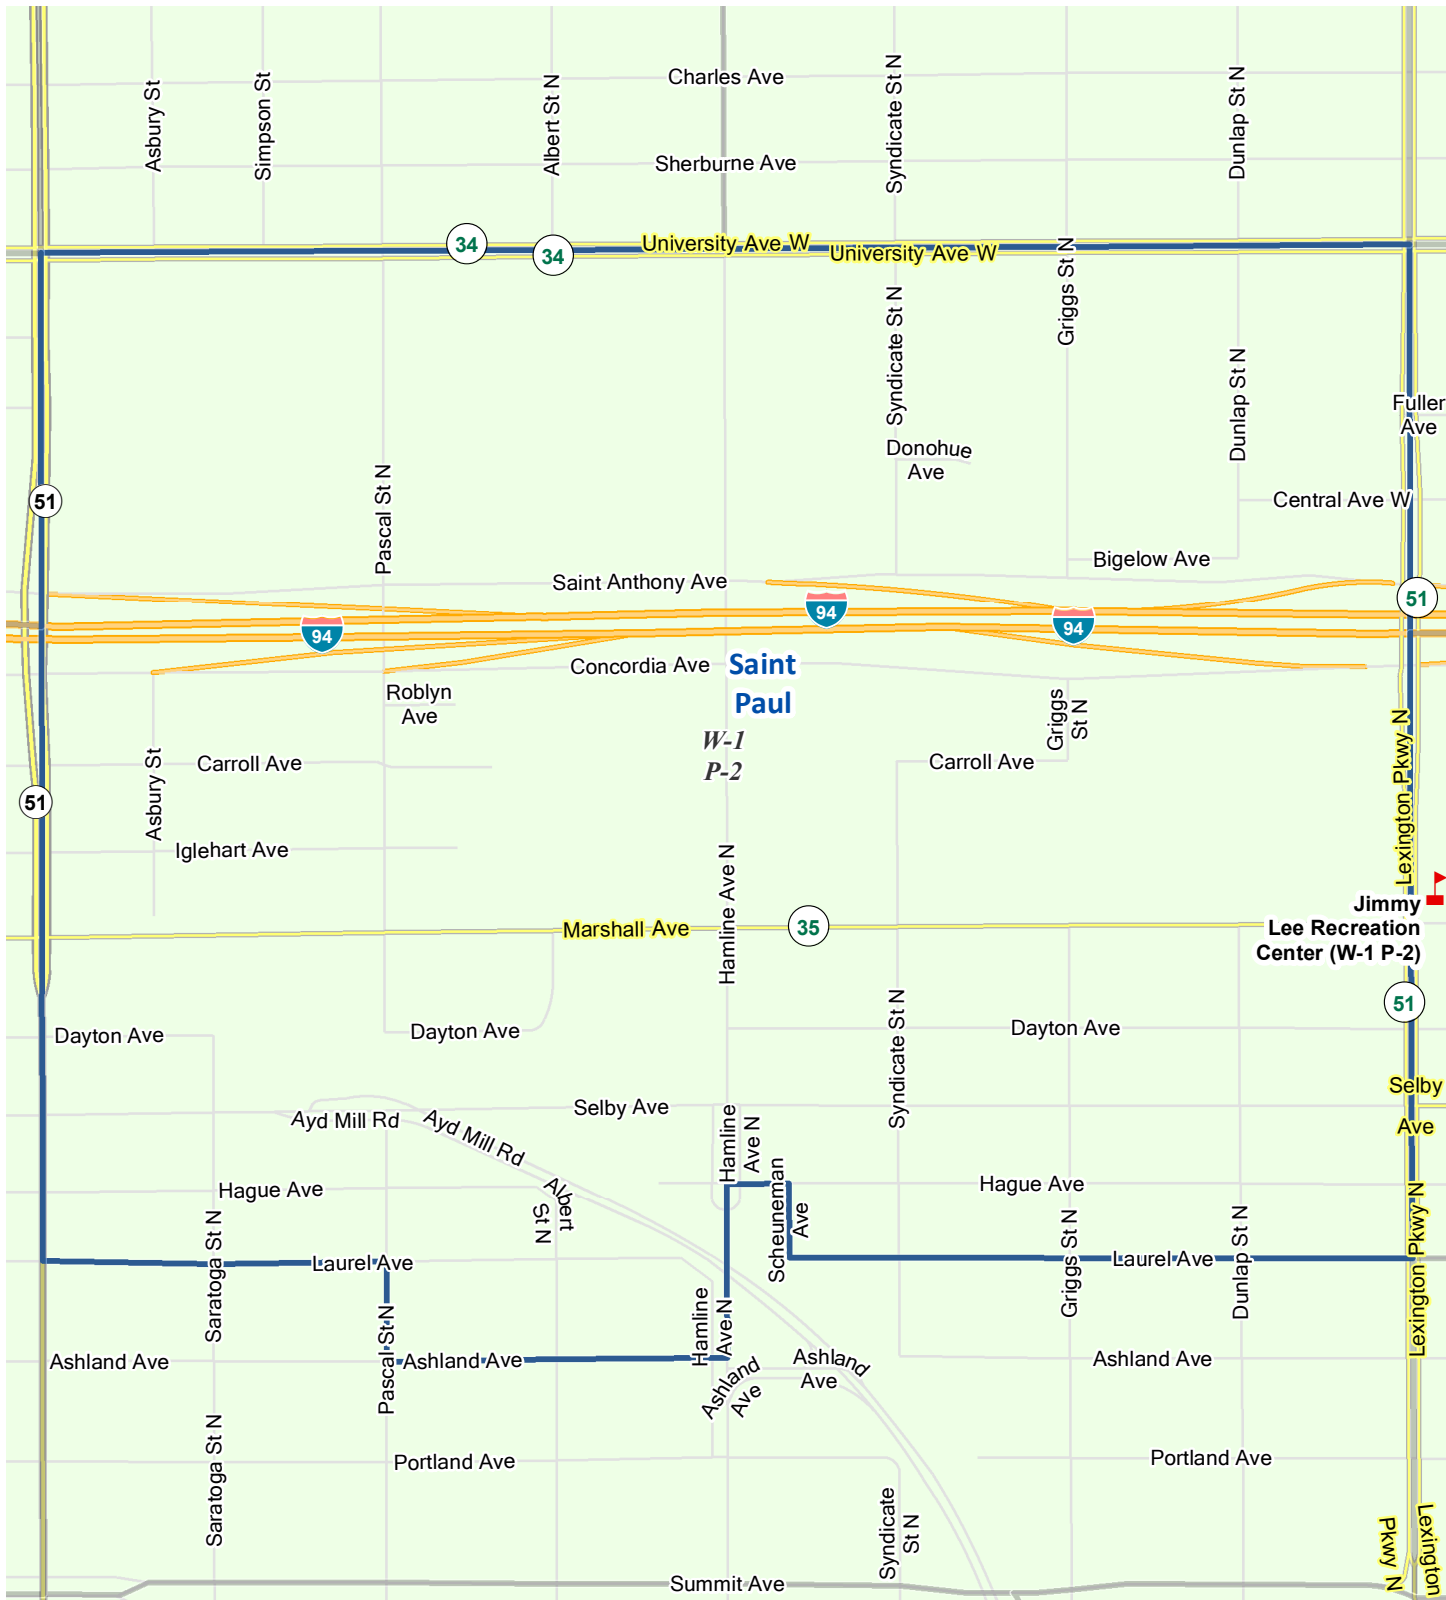 Charles Ave
Asbury St
Simpson St
Albert St N
Syndicate St N
Dunlap St N
Sherburne Ave
34
34
University Ave W
University Ave W
Griggs St N
Syndicate St N
Dunlap St N
Fuller
Ave
Donohue
Ave
Pascal St N
51
Central Ave W
Bigelow Ave
Saint Anthony Ave
51
94
94
94
Concordia Ave
Saint
Paul
Roblyn
Ave
Griggs
St N
W-1
P-2
Lexington Pkwy N
Carroll Ave
Carroll Ave
Asbury St
51
Iglehart Ave
Hamline Ave N
Jimmy
Lee Recreation
Center (W-1 P-2)
Marshall Ave
35
51
Syndicate St N
Dayton Ave
Dayton Ave
Dayton Ave
Selby
Ave
Selby Ave
Ayd Mill Rd
Ayd Mill Rd
Hamline
Ave N
Hague Ave
Albert
St N
Scheuneman
Ave
Hague Ave
Lexington Pkwy N
Saratoga St N
Laurel Ave
Griggs St N
Laurel Ave
Dunlap St N
Hamline
Ave N
Pascal St N
Ashland Ave
Ashland Ave
Ashland
Ave
Ashland
Ave
Ashland Ave
Saratoga St N
Portland Ave
Portland Ave
Syndicate
St N
Lexington
Pkwy N
Summit Ave